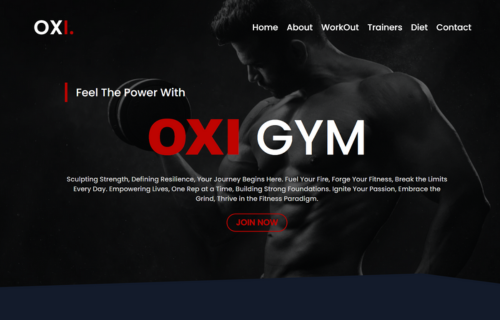 OXI.
Home About WorkOut Trainers Diet Contact
Feel The Power With
OXI GYM
Sculpting Strength, Defining Resilience, Your Journey Begins Here. Fuel Your Fire, Forge Your Fitness, Break the Limits
Every Day. Empowering Lives, One Rep at a Time, Building Strong Foundations. Ignite Your Passion, Embrace the
Grind, Thrive in the Fitness Paradigm.
JOIN NOW